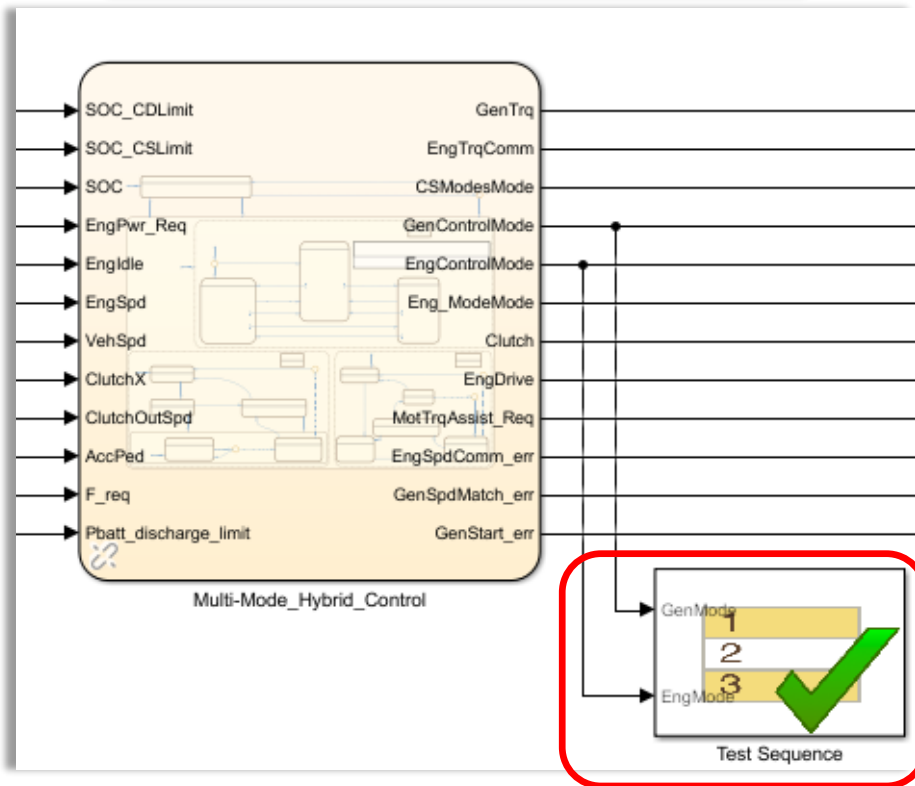 SOC_CDLimit
SOC_CSLimit
SOC
EngPwr_Req
EngIdle
EngSpd
VehSpd
ClutchX
ClutchOutSpd
AccPed
F_req
Pbatt_discharge_limit
GenTrq
EngTrqComm
CSModesMode
GenControlMode
EngControlMode
Eng_ModeMode
Clutch
EngDrive
MotTrqAssist_Req
EngSpdComm_err
GenSpdMatch_err
GenStart_err
Multi-Mode_Hybrid_Control
GenMode
1
2
3
EngMode
Test Sequence